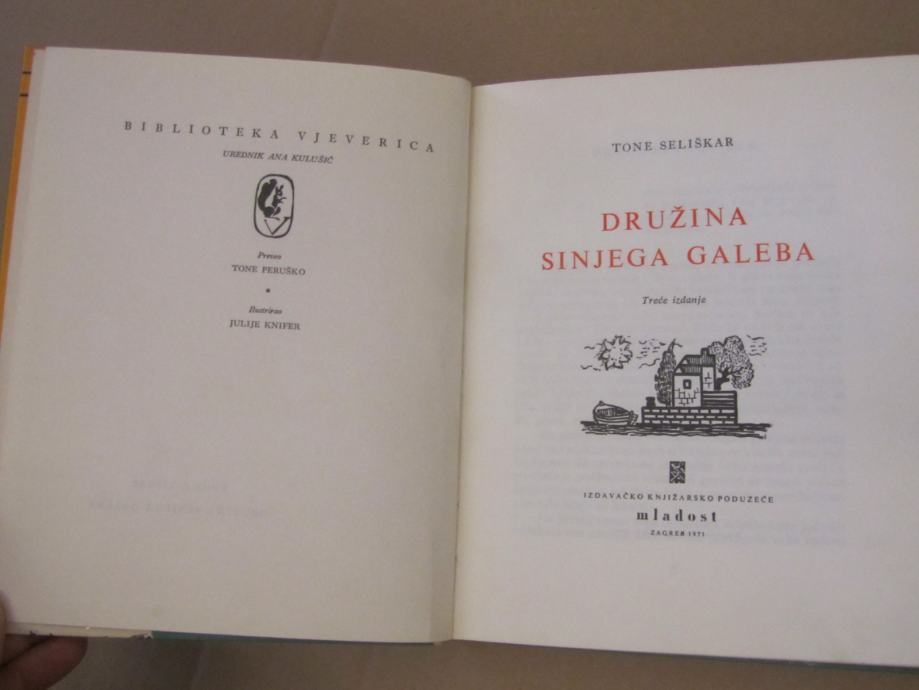 BIBLIOTEKA VJEVERICA
UREDNIK ANA KULUŠIĆ
Preveo
TONE PERUŠKO
*
Ilustrirao
JULIJE KNIFER
TONE SELIŠKAR
DRUŽINA
SINJEGA GALEBA
Treće izdanje
IZDAVAČKO KNJIŽARSKO PODUZEĆE
mladost
ZAGREB 1971